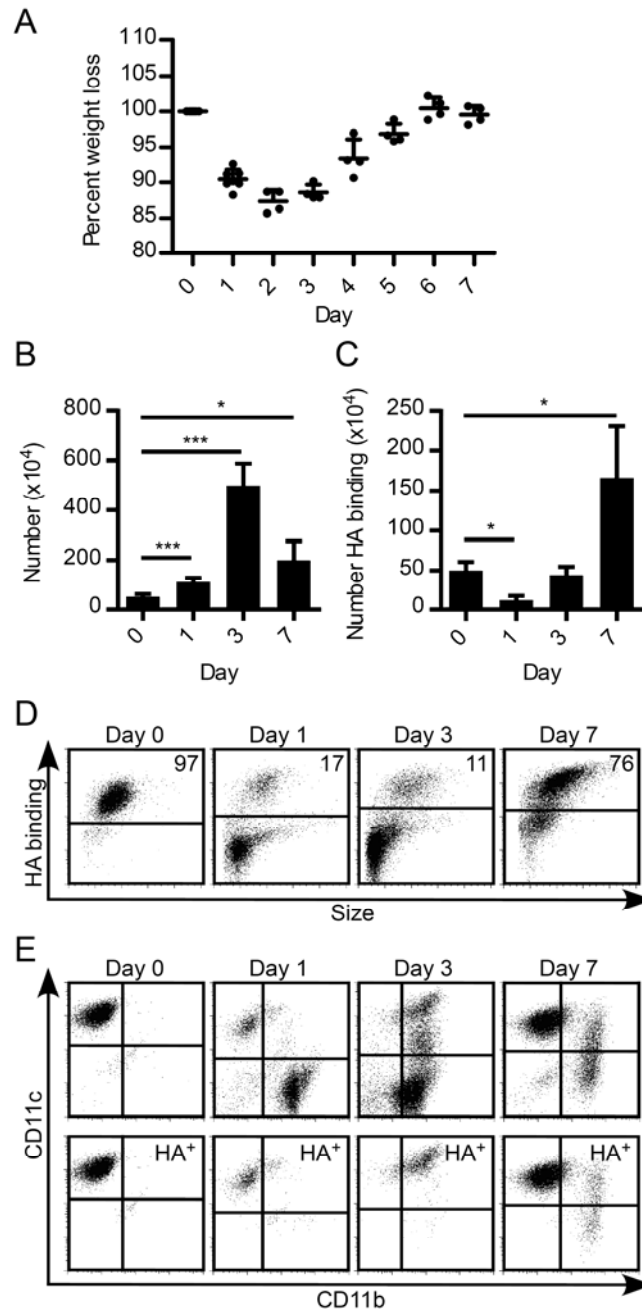 A
110
105
100
95
90
85
80
Percent weight loss
0 1 2 3 4 5 6 7
Day
B
800
600
400
200
0
Number (x10⁴)
*
***
***
0 1 3 7
Day
C
250
200
150
100
50
0
Number HA binding (x10⁴)
*
*
0 1 3 7
Day
D
Day 0 Day 1 Day 3 Day 7
97 17 11 76
HA binding
Size
E
Day 0 Day 1 Day 3 Day 7
HA⁺ HA⁺ HA⁺ HA⁺
CD11c
CD11b